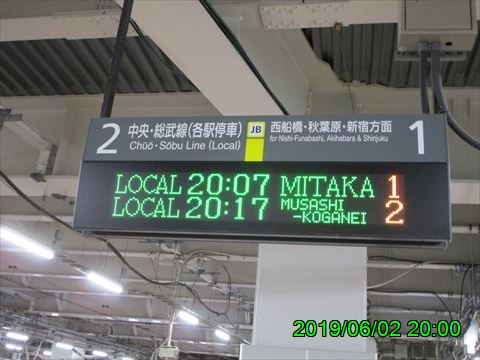 2 中央・総武線(各駅停車) JB 西船橋・秋葉原・新宿方面 1
Chūō-Sōbu Line (Local) for Nishi-Funabashi, Akihabara & Shinjuku
LOCAL 20:07 MITAKA 1
LOCAL 20:17 MUSASHI
-KOGANEI 2
2019/06/02 20:00